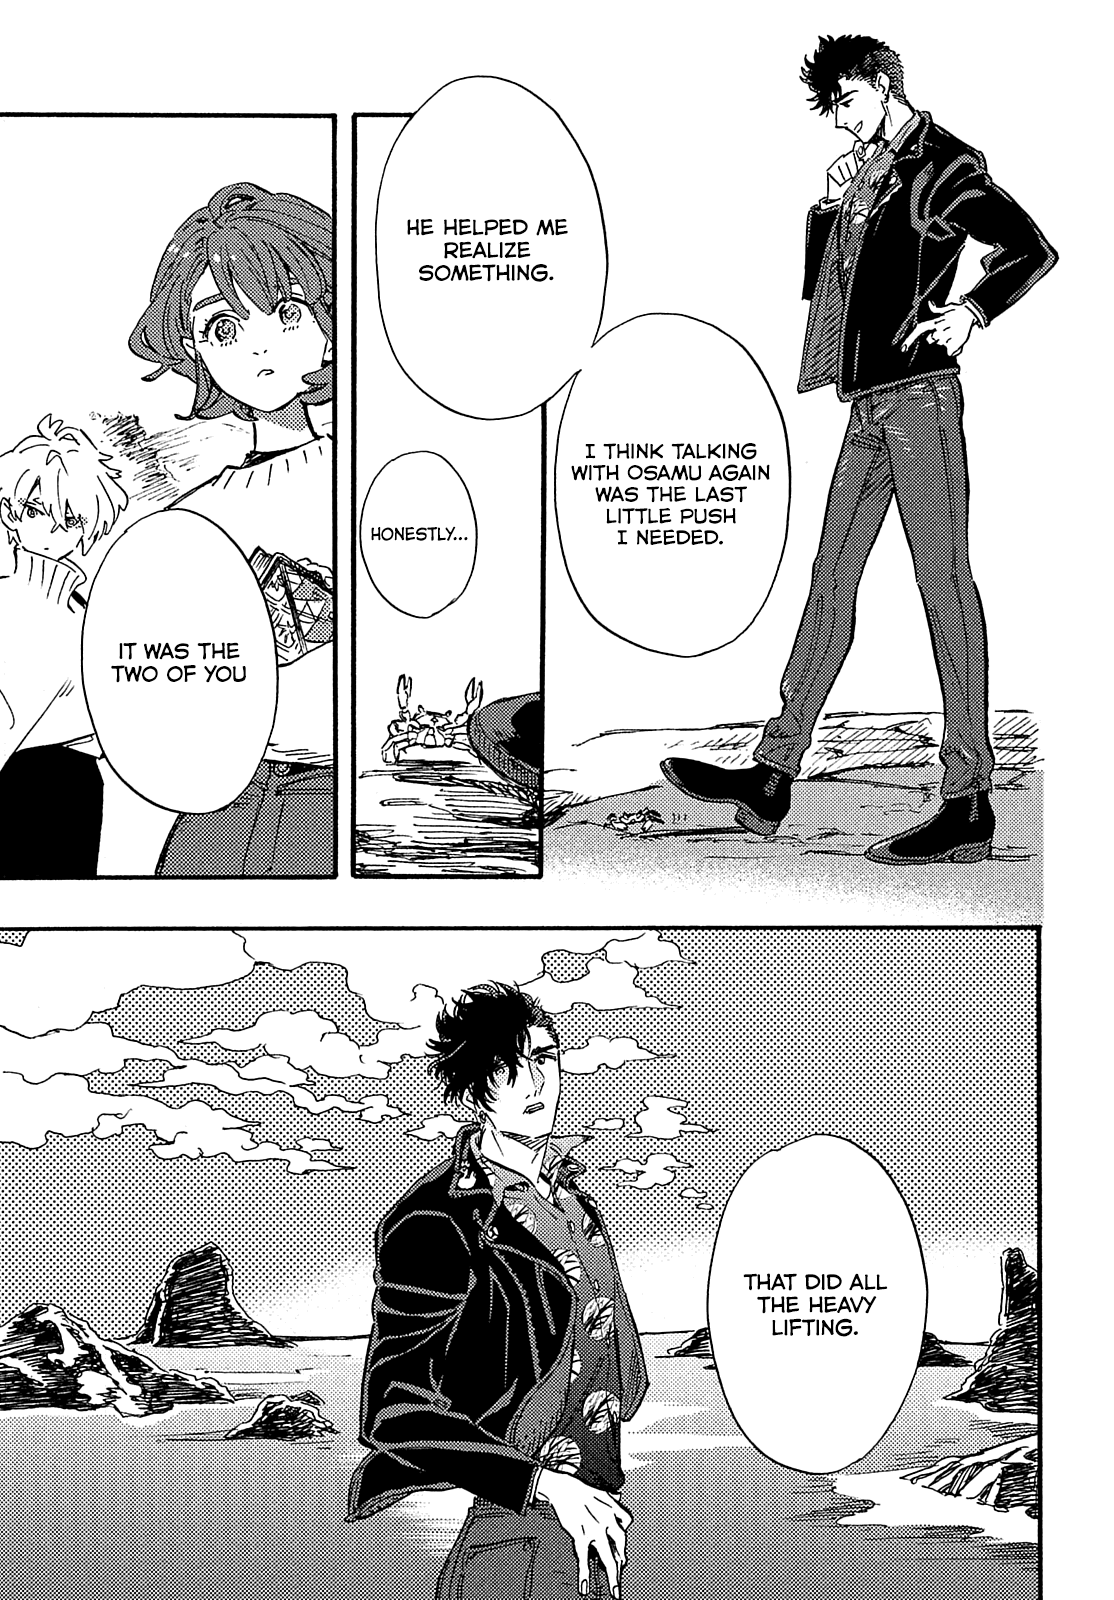 I THINK TALKING
WITH OSAMU AGAIN
WAS THE LAST
LITTLE PUSH
I NEEDED.
HE HELPED ME
REALIZE
SOMETHING.
HONESTLY...
IT WAS THE
TWO OF YOU
THAT DID ALL
THE HEAVY
LIFTING.